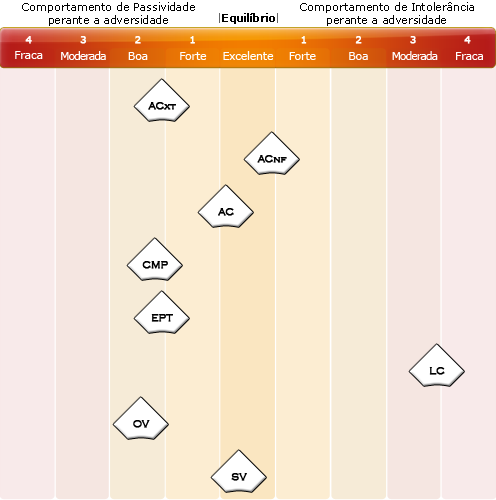 Comportamento de Passividade
perante a adversidade
|Equilíbrio|
Comportamento de Intolerância
perante a adversidade
4 3 2 1 1 2 3 4
Fraca Moderada Boa Forte Excelente Forte Boa Moderada Fraca
ACXT
ACNF
AC
CMP
EPT
LC
OV
SV